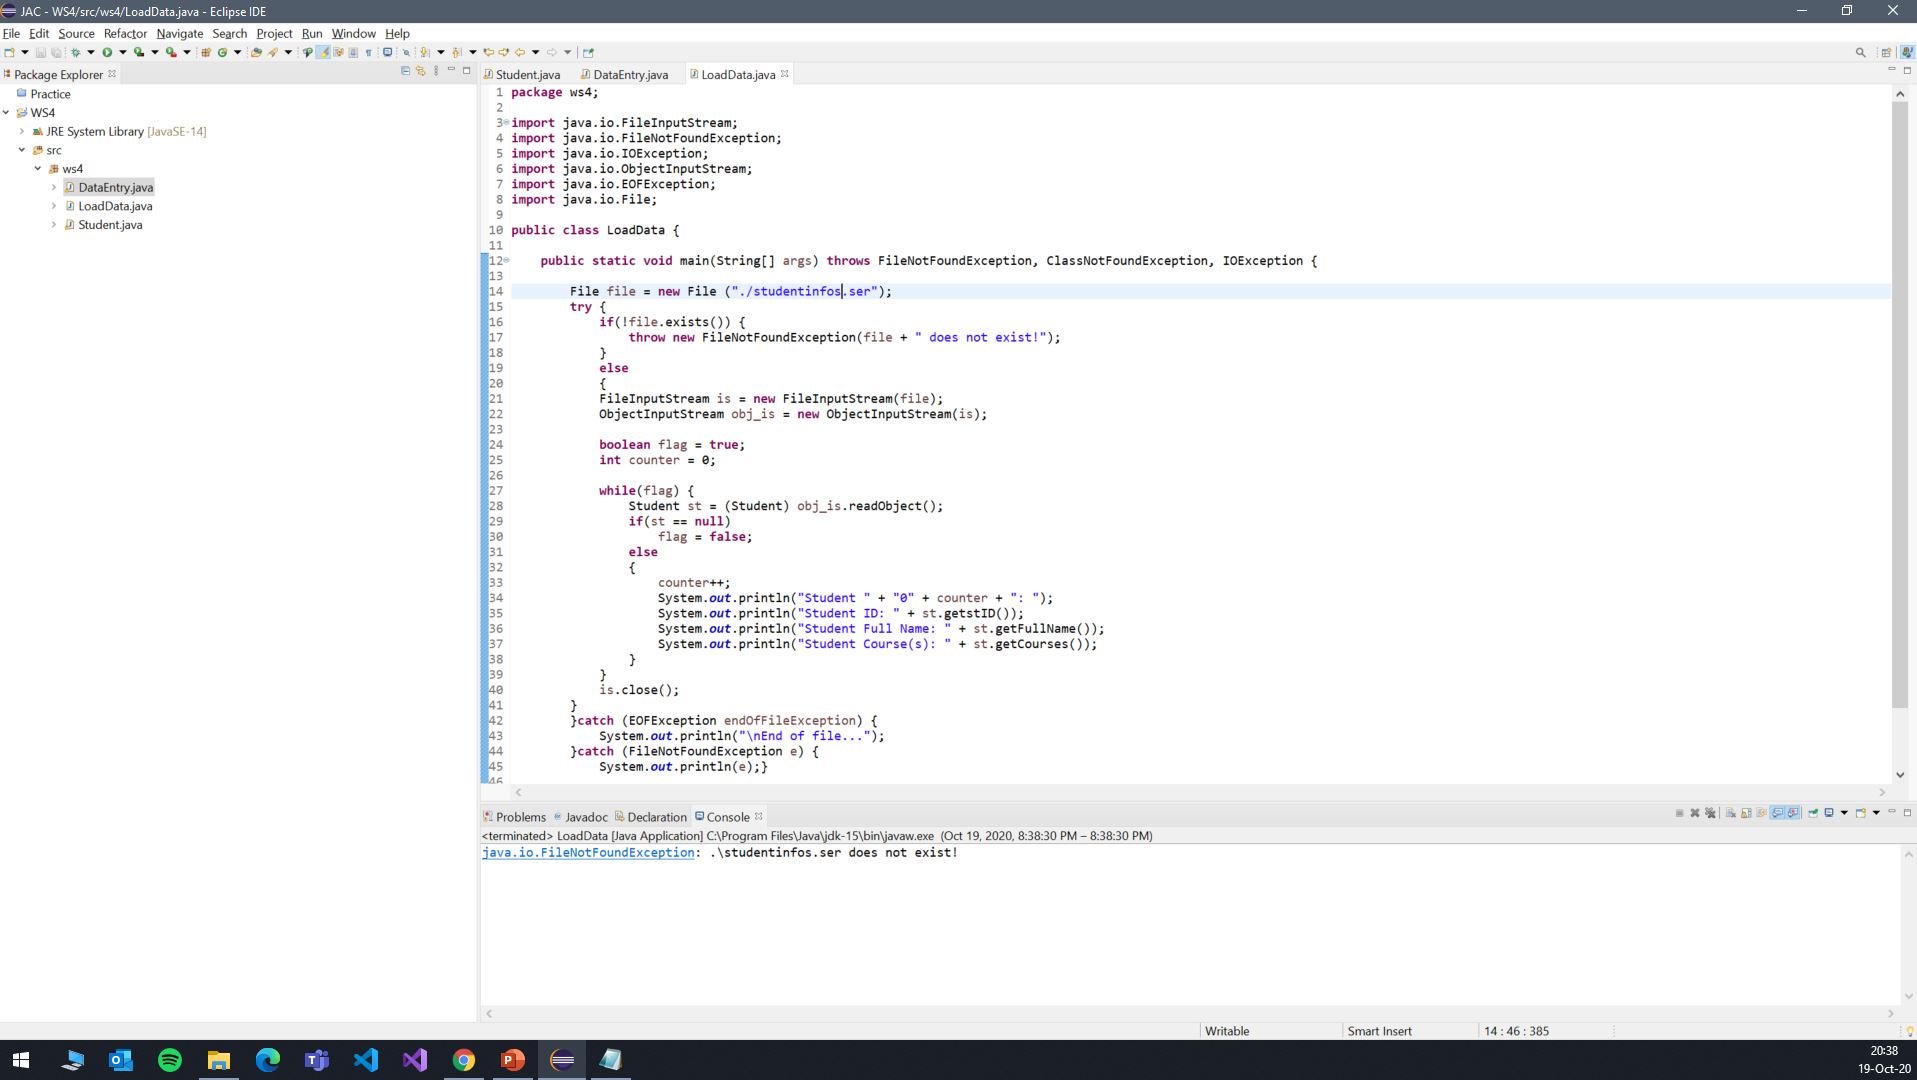 JAC - WS4/src/ws4/LoadData.java - Eclipse IDE
File Edit Source Refactor Navigate Search Project Run Window Help
Package Explorer
Practice
WS4
JRE System Library [JavaSE-14]
src
ws4
DataEntry.java
LoadData.java
Student.java
Student.java DataEntry.java LoadData.java
1 package ws4;
2
3 import java.io.FileInputStream;
4 import java.io.FileNotFoundException;
5 import java.io.IOException;
6 import java.io.ObjectInputStream;
7 import java.io.EOFException;
8 import java.io.File;
9
10 public class LoadData {
11
12 public static void main(String[] args) throws FileNotFoundException, ClassNotFoundException, IOException {
13
14 File file = new File ("./studentinfos.ser");
15 try {
16 if(!file.exists()) {
17 throw new FileNotFoundException(file + " does not exist!");
18 }
19 else
20 {
21 FileInputStream is = new FileInputStream(file);
22 ObjectInputStream obj_is = new ObjectInputStream(is);
23
24 boolean flag = true;
25 int counter = 0;
26
27 while(flag) {
28 Student st = (Student) obj_is.readObject();
29 if(st == null)
30 flag = false;
31 else
32 {
33 counter++;
34 System.out.println("Student " + "0" + counter + ": ");
35 System.out.println("Student ID: " + st.getstID());
36 System.out.println("Student Full Name: " + st.getFullName());
37 System.out.println("Student Course(s): " + st.getCourses());
38 }
39 }
40 is.close();
41 }
42 }catch (EOFException endOfFileException) {
43 System.out.println("\nEnd of file...");
44 }catch (FileNotFoundException e) {
45 System.out.println(e);}
46
Problems Javadoc Declaration Console
<terminated> LoadData [Java Application] C:\Program Files\Java\jdk-15\bin\javaw.exe (Oct 19, 2020, 8:38:30 PM – 8:38:30 PM)
java.io.FileNotFoundException: .\studentinfos.ser does not exist!
Writable Smart Insert 14 : 46 : 385
20:38
19-Oct-20